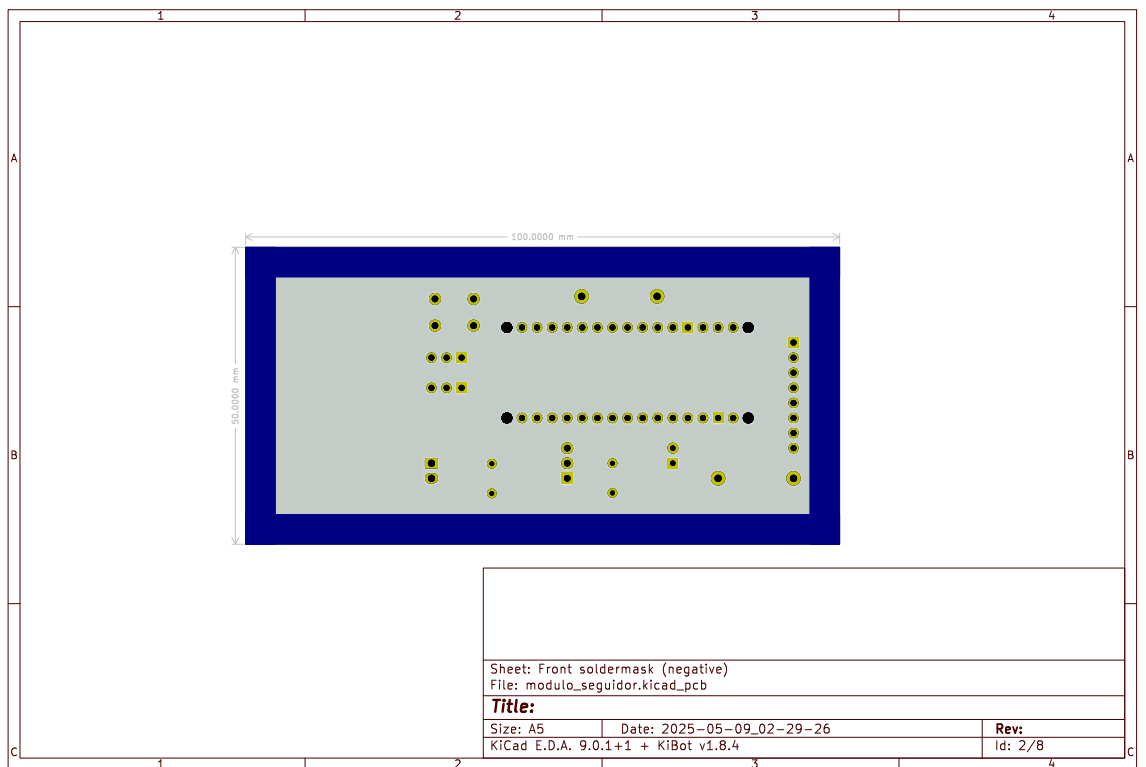 1 2 3 4
A A
100.0000 mm
50.0000 mm
B B
Sheet: Front soldermask (negative)
File: modulo_seguidor.kicad_pcb
Title:
Size: A5 Date: 2025-05-09_02-29-26 Rev:
KiCad E.D.A. 9.0.1+1 + KiBot v1.8.4 Id: 2/8
C C
1 2 3 4